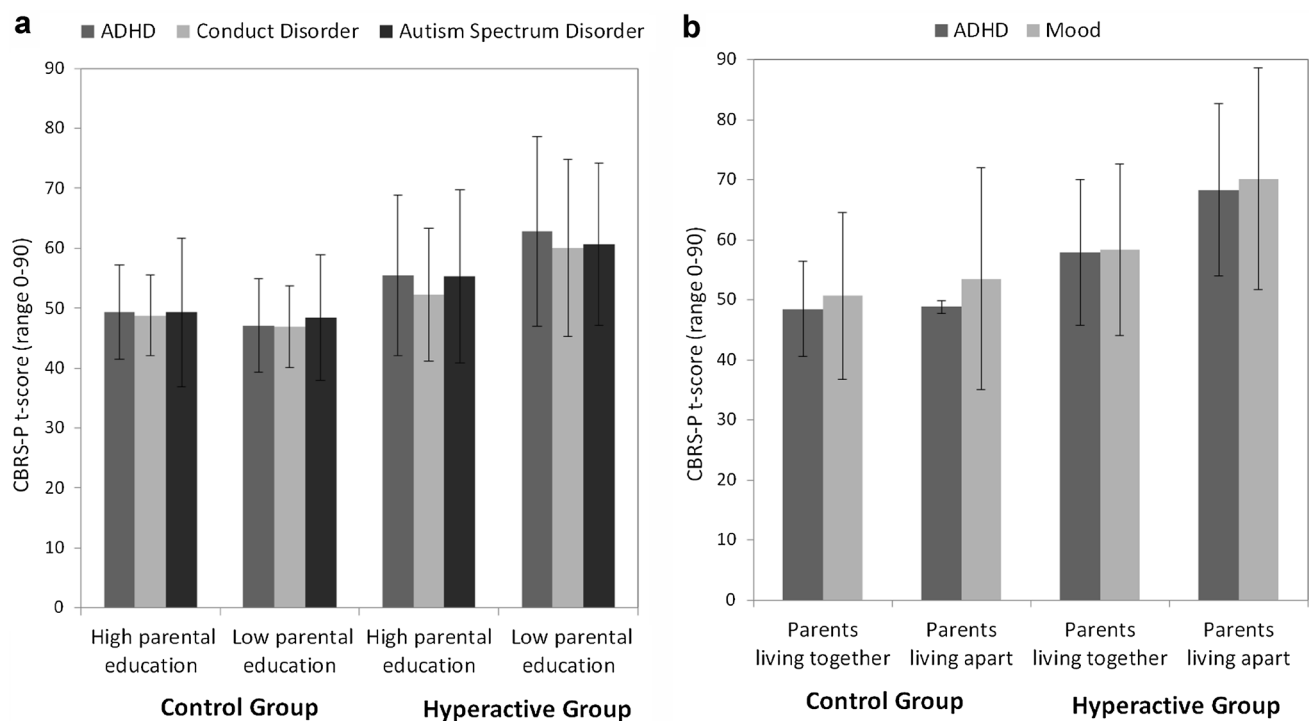 a
ADHD Conduct Disorder Autism Spectrum Disorder
CBRS-P t-score (range 0-90)
90
80
70
60
50
40
30
20
10
0
High parental education
Low parental education
High parental education
Low parental education
Control Group
Hyperactive Group
b
ADHD Mood
CBRS-P t-score (range 0-90)
90
80
70
60
50
40
30
20
10
0
Parents living together
Parents living apart
Parents living together
Parents living apart
Control Group
Hyperactive Group